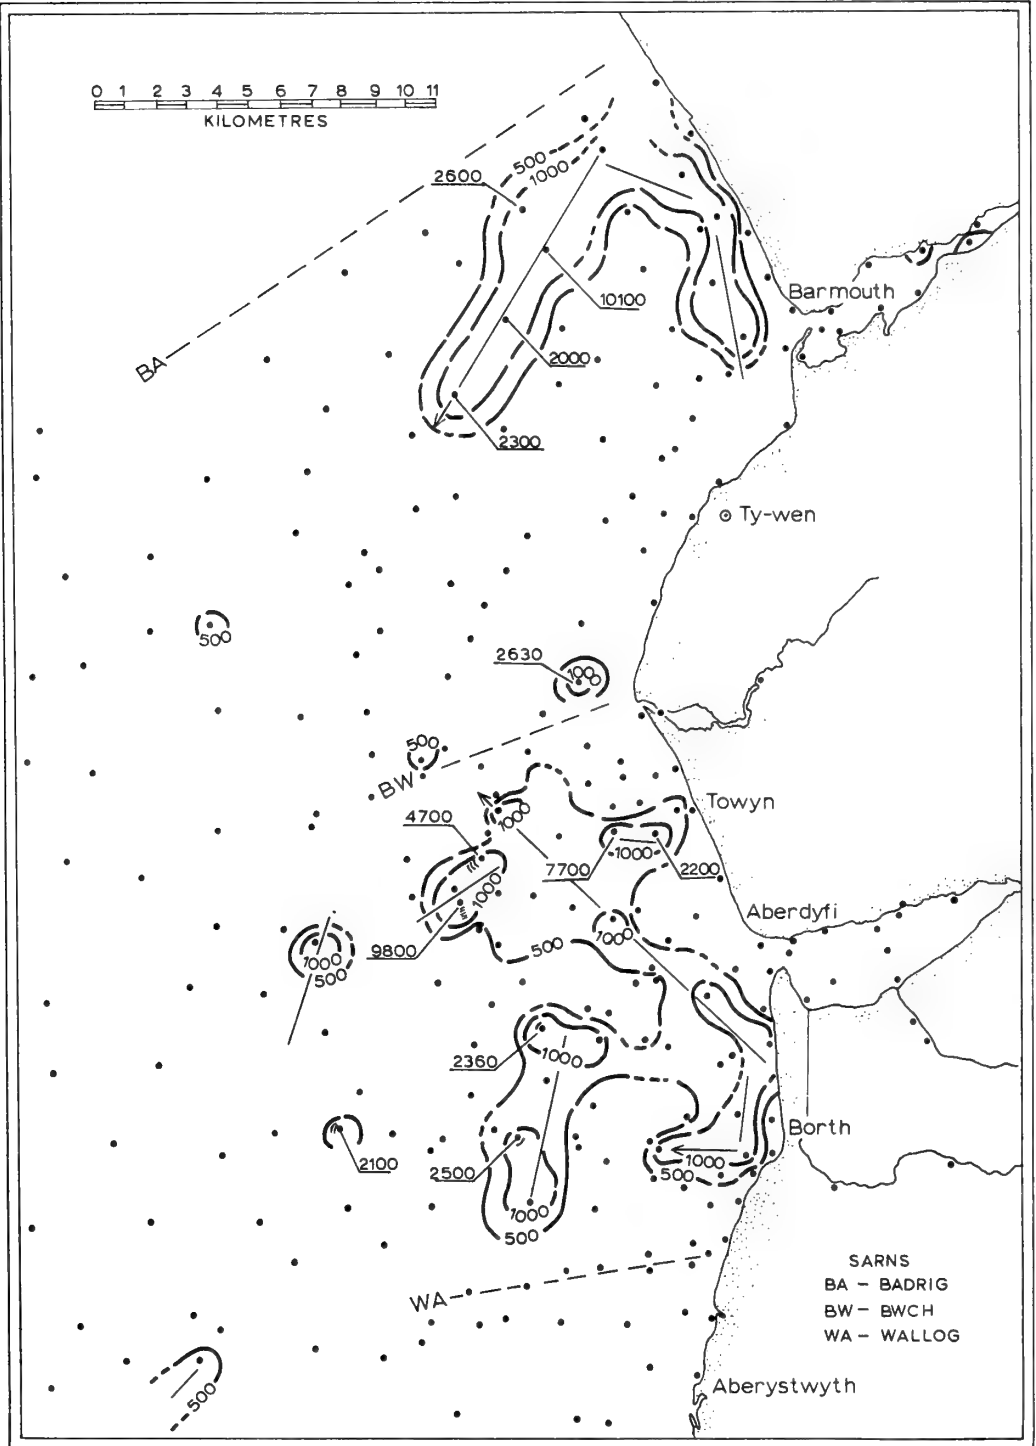 0 1 2 3 4 5 6 7 8 9 10 11
KILOMETRES
500
1000
2600
BA
Barmouth
10100
2000
2300
Ty-wen
500
2630
1000
500
BW
Towyn
1000
4700
7700
1000
2200
1000
Aberdyfi
1000
9800
500
1000
500
2360
1000
Borth
2100
2500
1000
500
1000
500
SARNS
BA – BADRIG
BW – BWCH
WA – WALLOG
WA
500
Aberystwyth